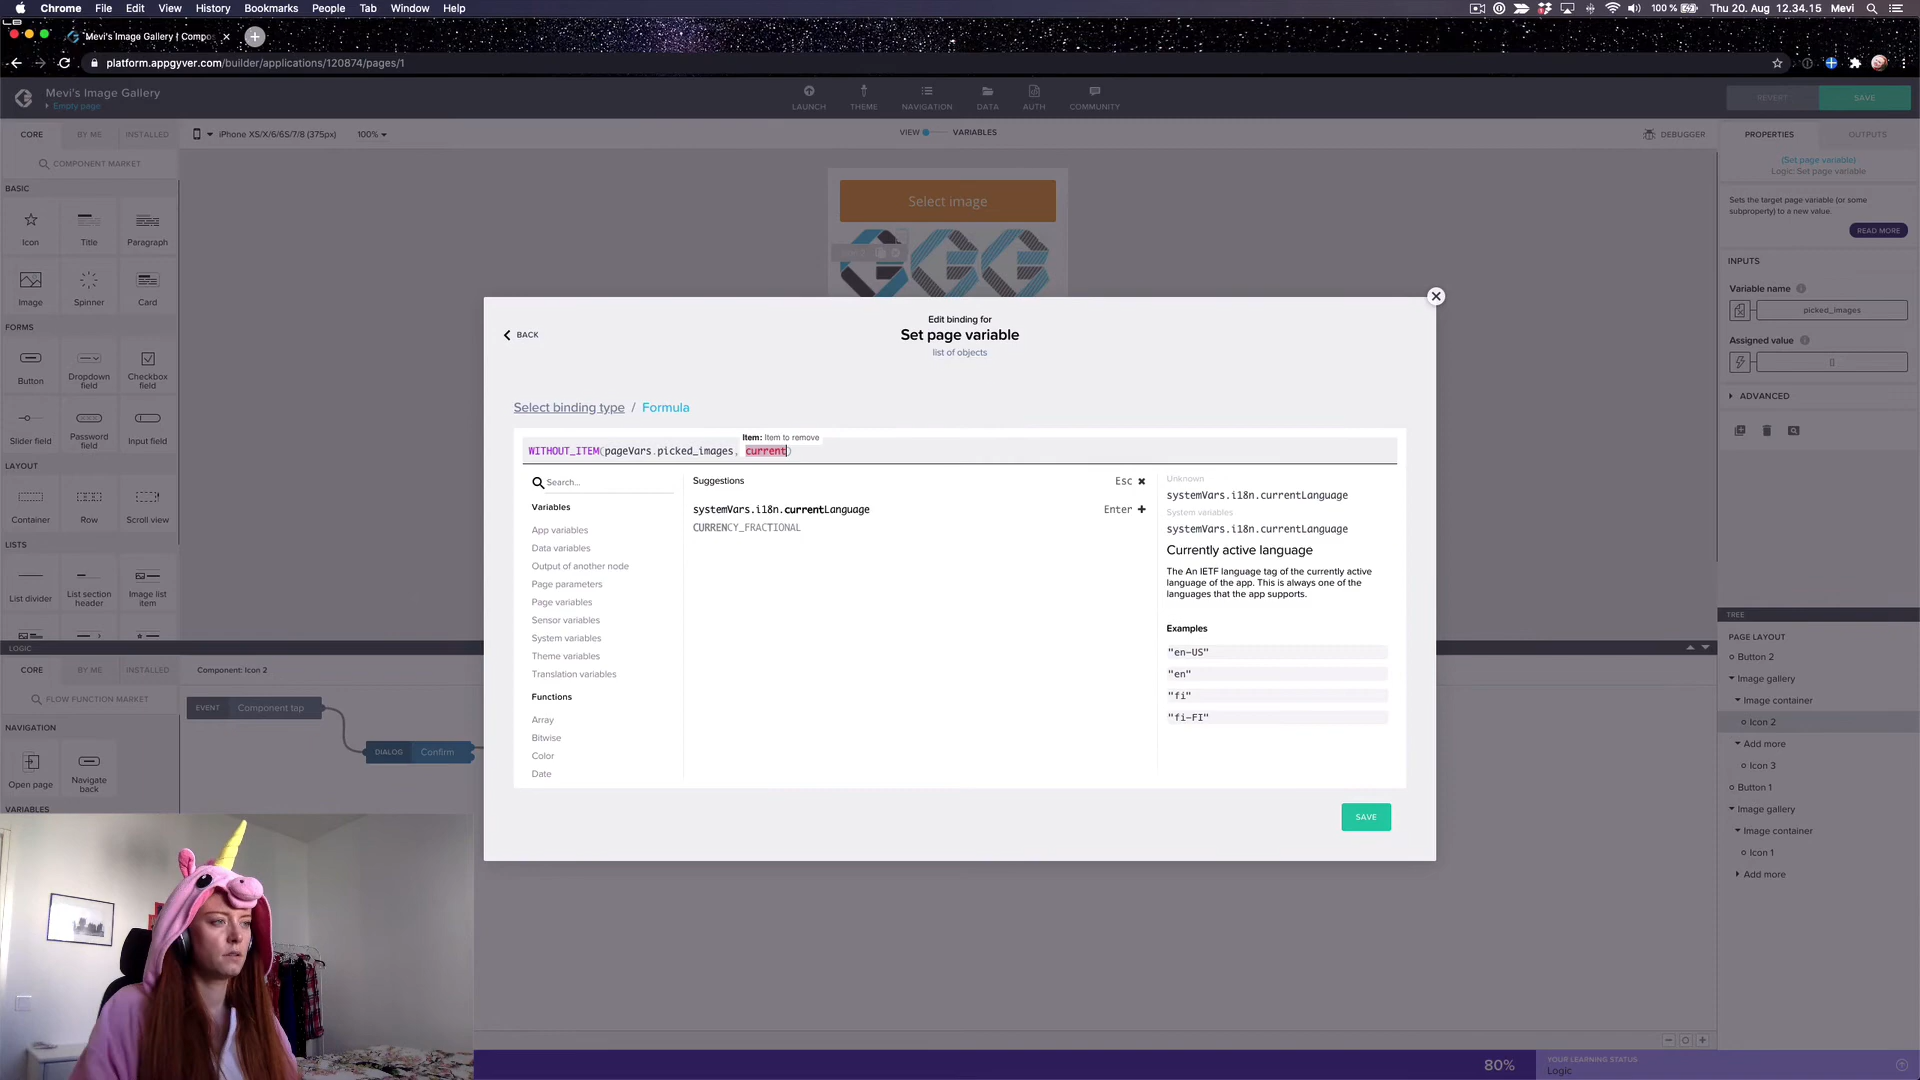 Chrome File Edit View History Bookmarks People Tab Window Help
100 % Thu 20. Aug 12.34.15 Mevi
Mevi's Image Gallery | Compo
platform.appgyver.com/builder/applications/120874/pages/1
Mevi's Image Gallery
Empty page
LAUNCH THEME NAVIGATION DATA AUTH COMMUNITY
REVERT SAVE
CORE BY ME INSTALLED
iPhone XS/X/6/6S/7/8 (375px) 100%
VIEW VARIABLES
DEBUGGER
PROPERTIES OUTPUTS
COMPONENT MARKET
BASIC
Icon Title Paragraph
Image Spinner Card
FORMS
Button Dropdown field Checkbox field
Slider field Password field Input field
LAYOUT
Container Row Scroll view
LISTS
List divider List section header Image list item
Select image
(Set page variable)
Logic: Set page variable
Sets the target page variable (or some
subproperty) to a new value.
READ MORE
INPUTS
Variable name
picked_images
Assigned value
[]
ADVANCED
BACK
Edit binding for
Set page variable
list of objects
Select binding type / Formula
Item: Item to remove
WITHOUT_ITEM(pageVars.picked_images, current)
Search...
Variables
App variables
Data variables
Output of another node
Page parameters
Page variables
Sensor variables
System variables
Theme variables
Translation variables
Functions
Array
Bitwise
Color
Date
Suggestions
Esc
systemVars.i18n.currentLanguage
Enter
CURRENCY_FRACTIONAL
Unknown
systemVars.i18n.currentLanguage
System variables
systemVars.i18n.currentLanguage
Currently active language
The An IETF language tag of the currently active
language of the app. This is always one of the
languages that the app supports.
Examples
"en-US"
"en"
"fi"
"fi-FI"
SAVE
LOGIC
CORE BY ME INSTALLED
Component: Icon 2
FLOW FUNCTION MARKET
NAVIGATION
Open page Navigate back
VARIABLES
EVENT Component tap
DIALOG Confirm
TREE
PAGE LAYOUT
Button 2
Image gallery
Image container
Icon 2
Add more
Icon 3
Button 1
Image gallery
Image container
Icon 1
Add more
80%
YOUR LEARNING STATUS
Logic